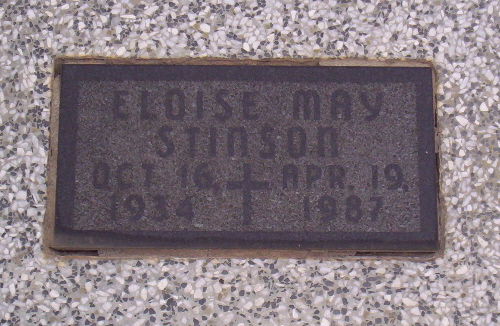 ELOISE MAY
STINSON
OCT 16, APR. 19,
1934 1987